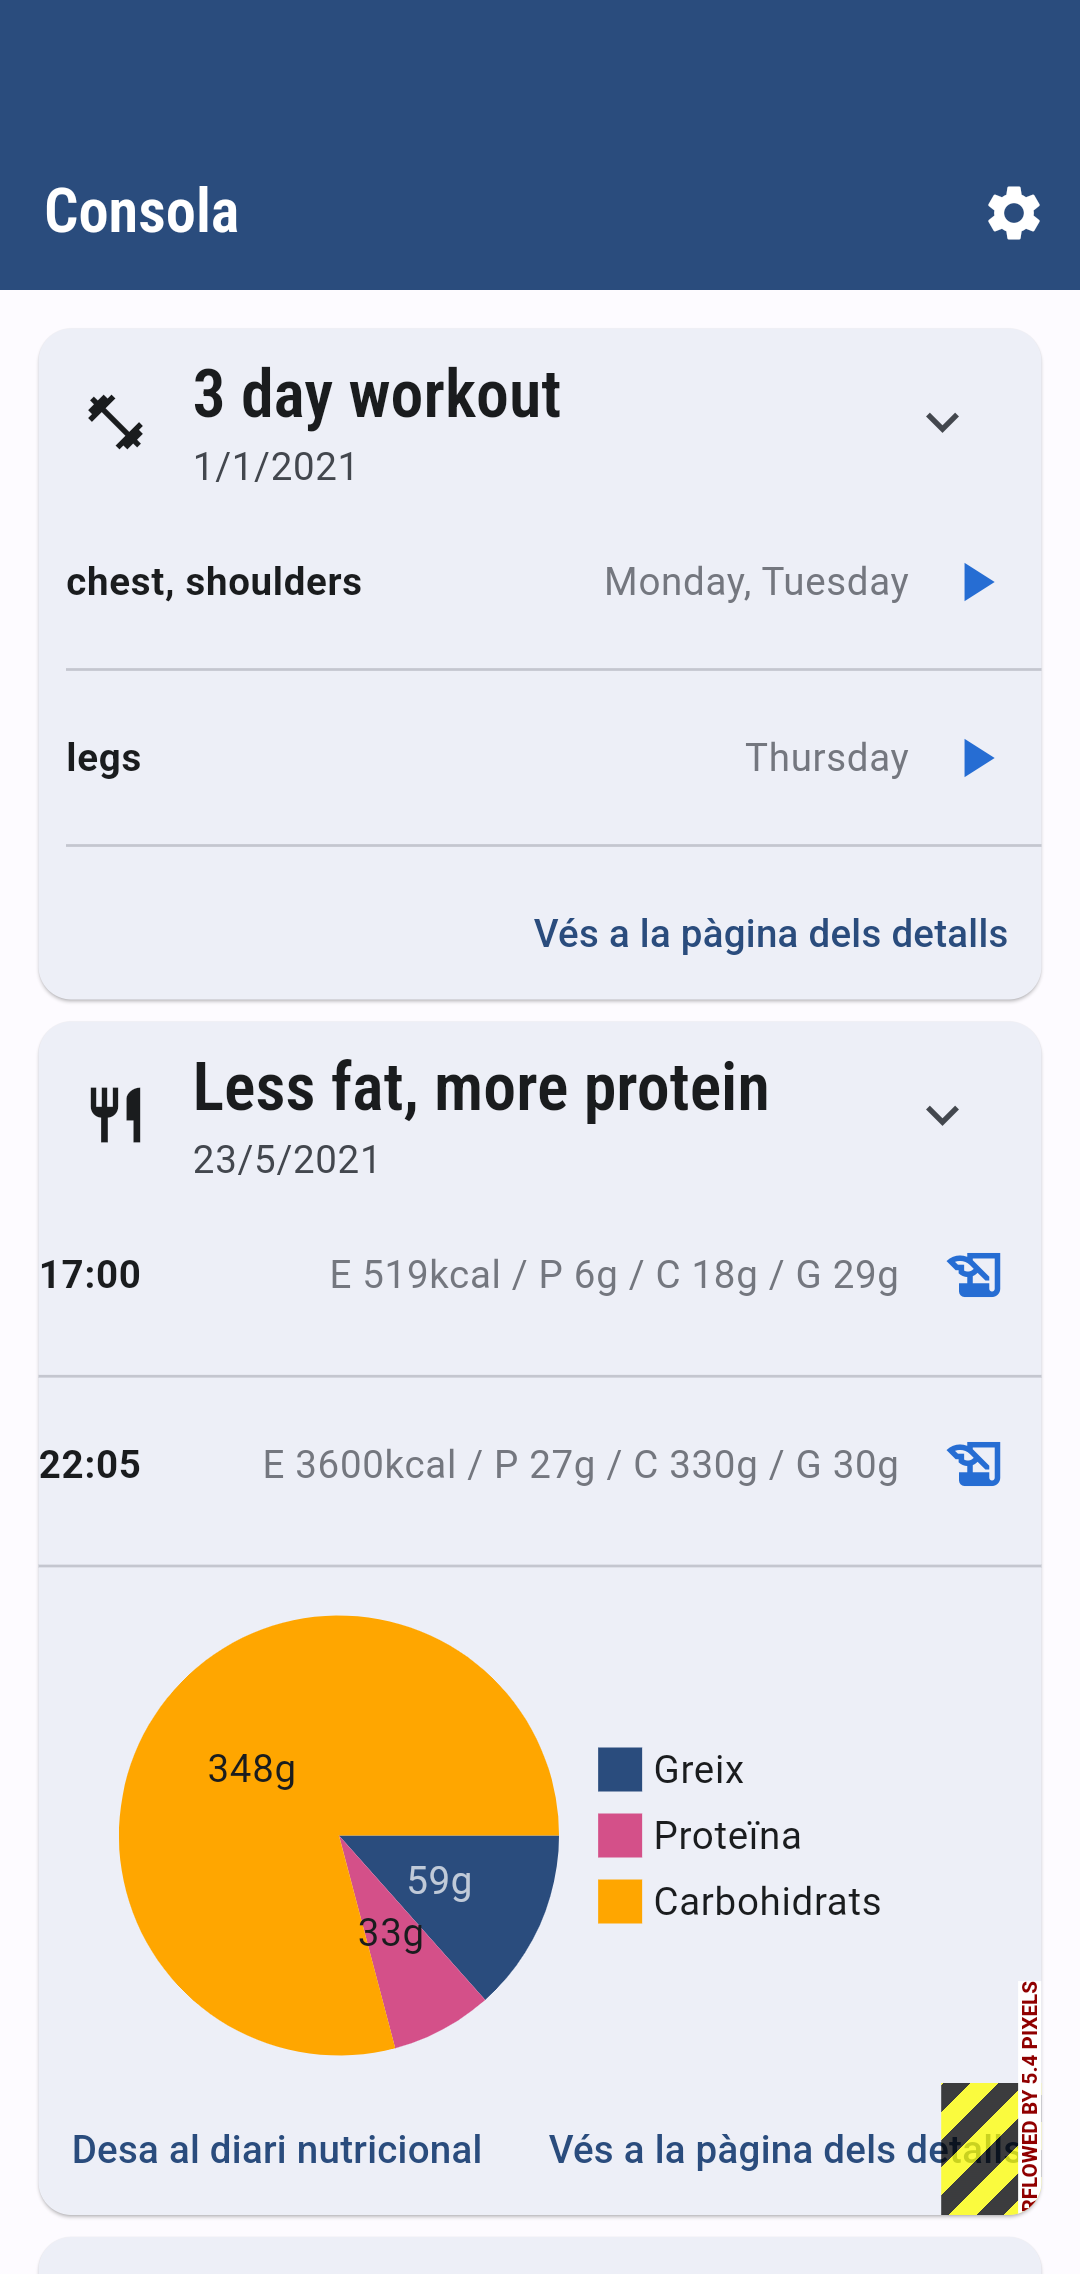 Consola
3 day workout
1/1/2021
chest, shoulders Monday, Tuesday
legs Thursday
Vés a la pàgina dels detalls
Less fat, more protein
23/5/2021
17:00 E 519kcal / P 6g / C 18g / G 29g
22:05 E 3600kcal / P 27g / C 330g / G 30g
348g
59g
33g
Greix
Proteïna
Carbohidrats
Desa al diari nutricional Vés a la pàgina dels detalls
RFLOWED BY 5.4 PIXELS